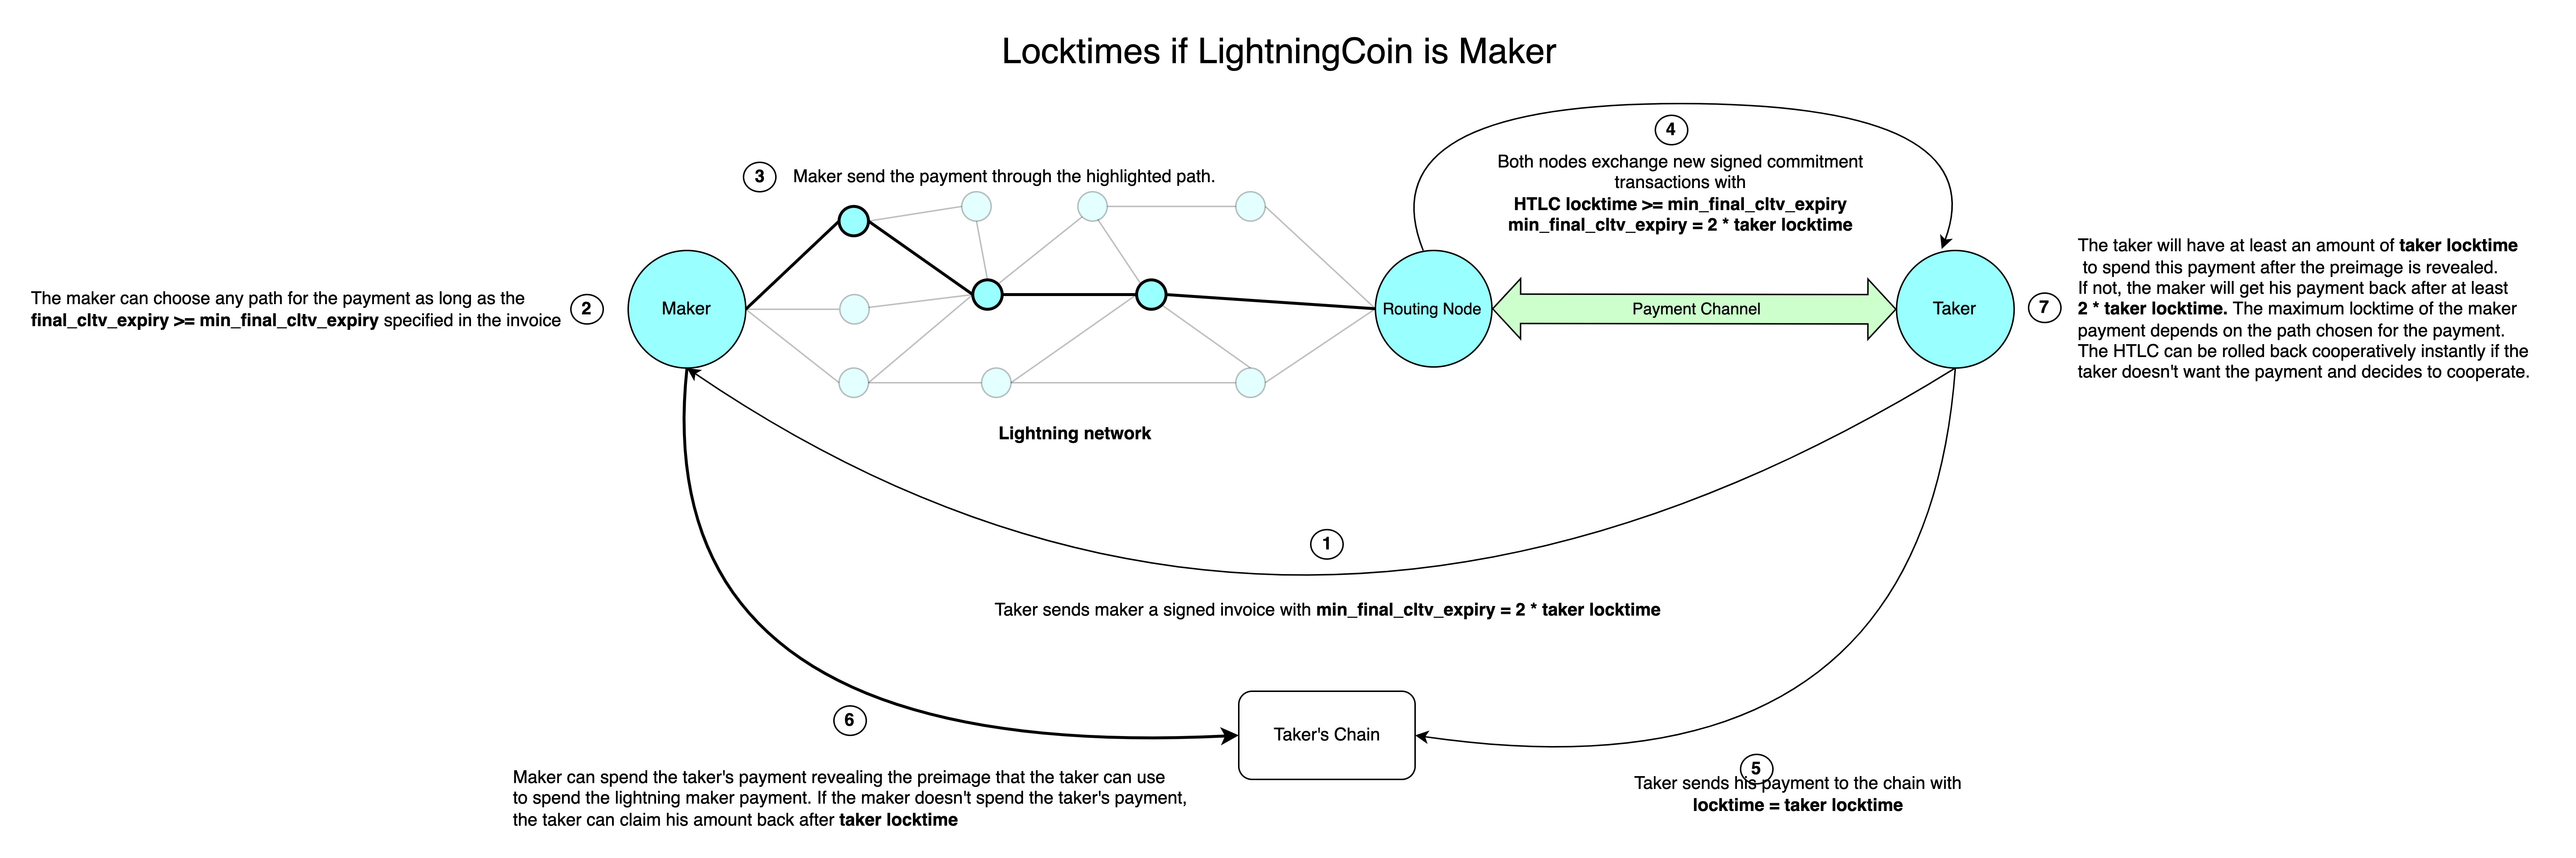 Locktimes if LightningCoin is Maker
4
Both nodes exchange new signed commitment
transactions with
HTLC locktime >= min_final_cltv_expiry
min_final_cltv_expiry = 2 * taker locktime
3
Maker send the payment through the highlighted path.
The maker can choose any path for the payment as long as the
final_cltv_expiry >= min_final_cltv_expiry specified in the invoice
2
Maker
Routing Node
Payment Channel
Taker
7
The taker will have at least an amount of taker locktime
to spend this payment after the preimage is revealed.
If not, the maker will get his payment back after at least
2 * taker locktime. The maximum locktime of the maker
payment depends on the path chosen for the payment.
The HTLC can be rolled back cooperatively instantly if the
taker doesn't want the payment and decides to cooperate.
Lightning network
1
Taker sends maker a signed invoice with min_final_cltv_expiry = 2 * taker locktime
6
Maker can spend the taker's payment revealing the preimage that the taker can use
to spend the lightning maker payment. If the maker doesn't spend the taker's payment,
the taker can claim his amount back after taker locktime
Taker's Chain
5
Taker sends his payment to the chain with
locktime = taker locktime